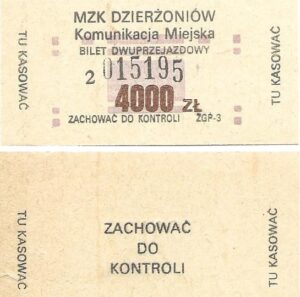 TU KASOWAĆ
MZK DZIERŻONIÓW
Komunikacja Miejska
BILET DWUPRZEJAZDOWY
2 015195
4000 ZŁ
ZACHOWAĆ DO KONTROLI ZGP-3
TU KASOWAĆ
TU KASOWAĆ
ZACHOWAĆ
DO
KONTROLI
TU KASOWAĆ